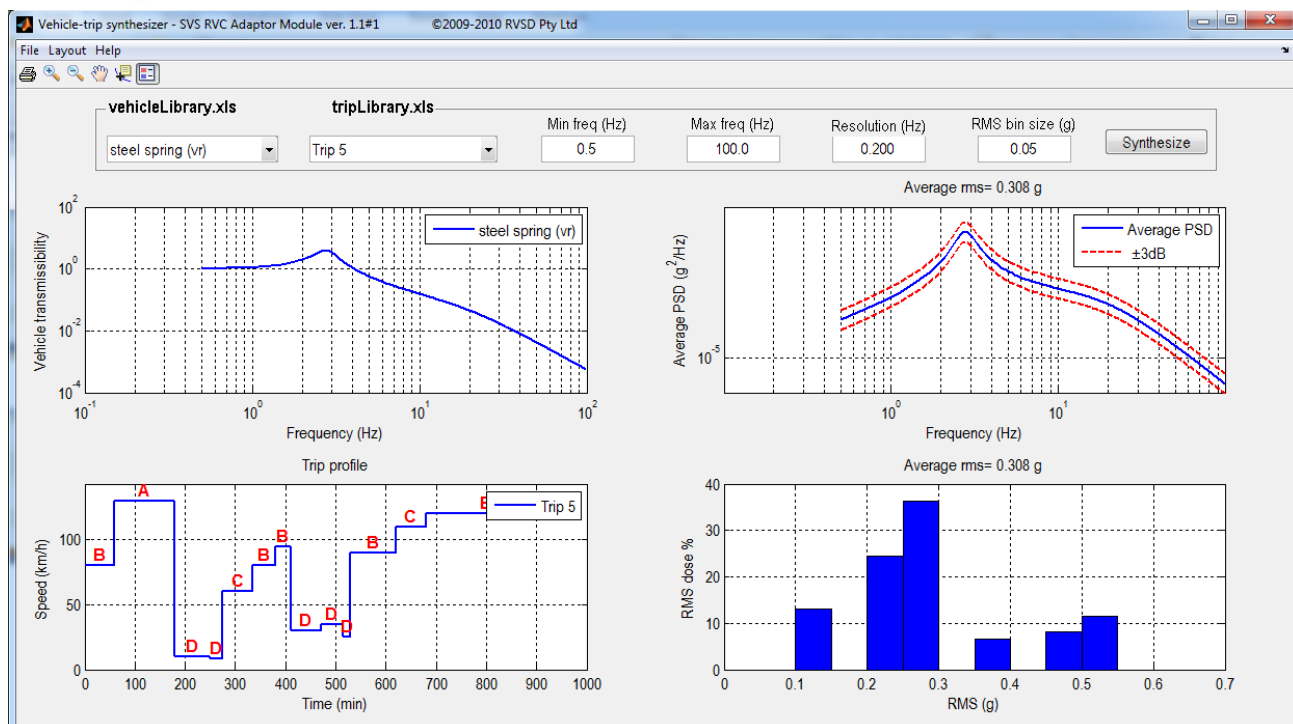 Vehicle-trip synthesizer - SVS RVC Adaptor Module ver. 1.1#1 ©2009-2010 RVSD Pty Ltd
File Layout Help
vehicleLibrary.xls tripLibrary.xls
Min freq (Hz) Max freq (Hz) Resolution (Hz) RMS bin size (g)
steel spring (vr) Trip 5 0.5 100.0 0.200 0.05 Synthesize
Vehicle transmissibility
10^2
10^0
10^-2
10^-4
steel spring (vr)
10^-1 10^0 10^1 10^2
Frequency (Hz)
Average rms= 0.308 g
Average PSD (g^2/Hz)
10^-5
Average PSD
±3dB
10^0 10^1
Frequency (Hz)
Trip profile
Speed (km/h)
100
50
0
B A D D C B B D D D B C
Trip 5
0 100 200 300 400 500 600 700 800 900 1000
Time (min)
Average rms= 0.308 g
RMS dose %
40
30
20
10
0
0 0.1 0.2 0.3 0.4 0.5 0.6 0.7
RMS (g)